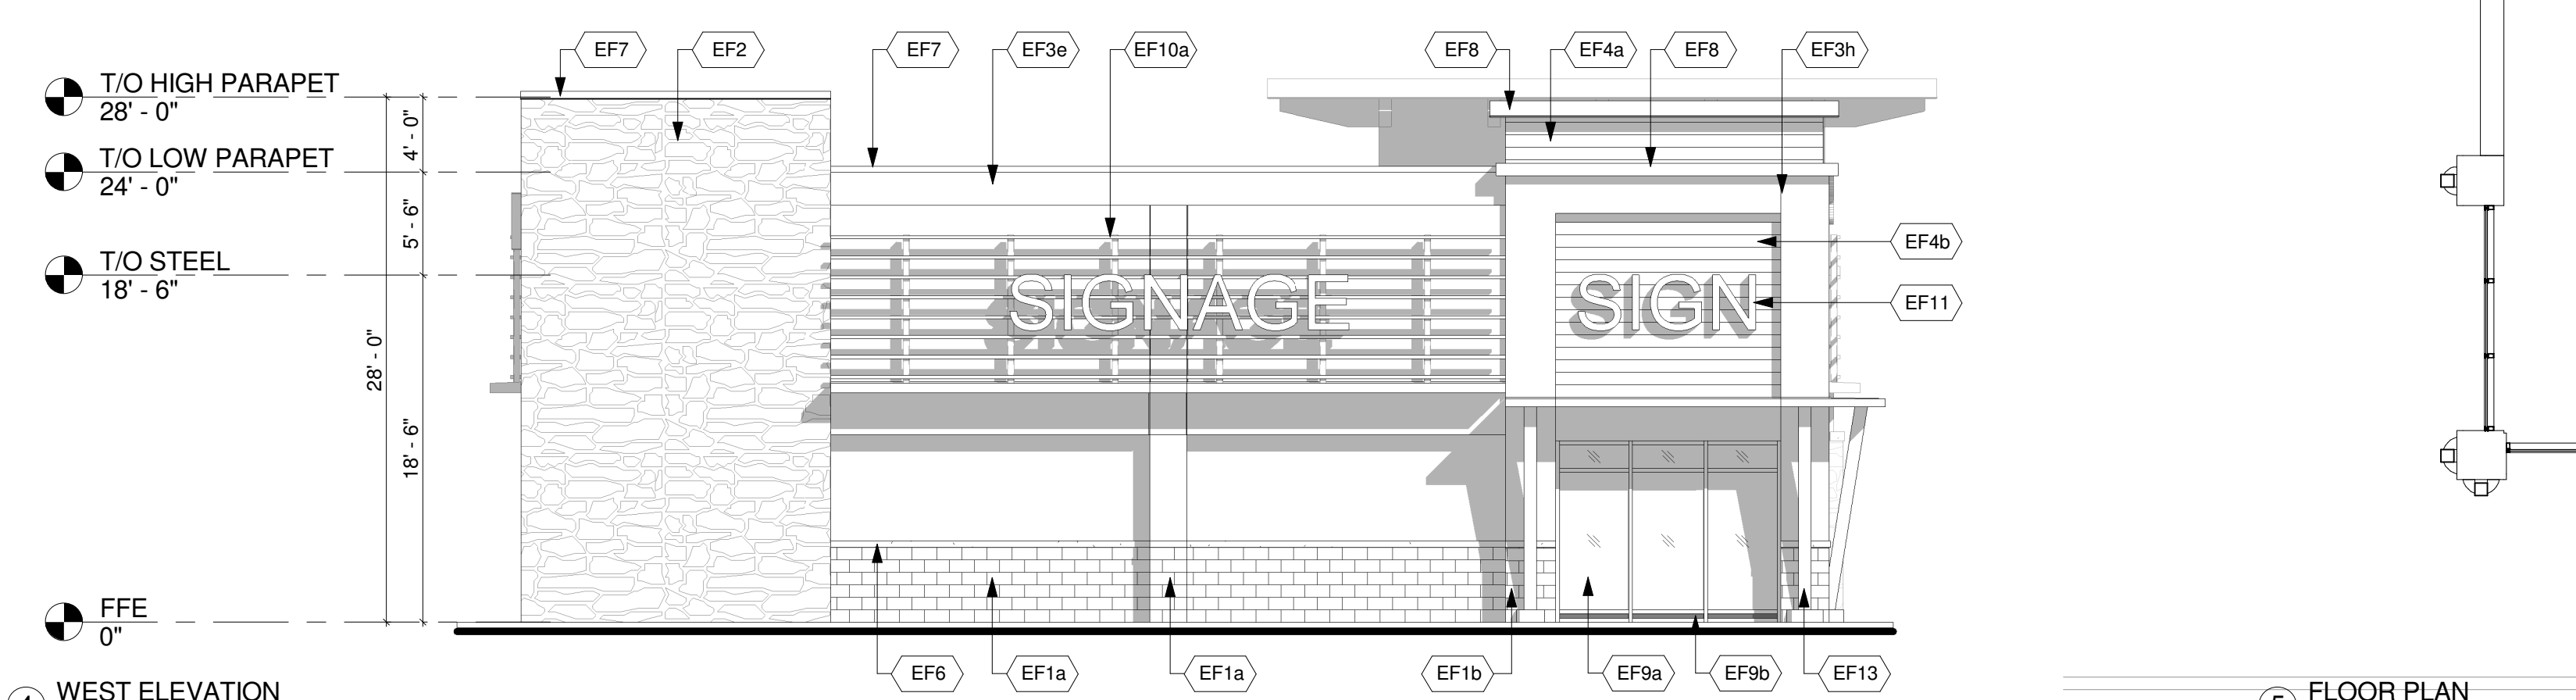 EF7
EF2
EF7
EF3e
EF10a
EF8
EF4a
EF8
EF3h
T/O HIGH PARAPET
28' - 0"
4' - 0"
T/O LOW PARAPET
24' - 0"
5' - 6"
EF4b
T/O STEEL
18' - 6"
SIGNAGE
SIGN
EF11
28' - 0"
18' - 6"
FFE
0"
EF6
EF1a
EF1a
EF1b
EF9a
EF9b
EF13
WEST ELEVATION
FLOOR PLAN